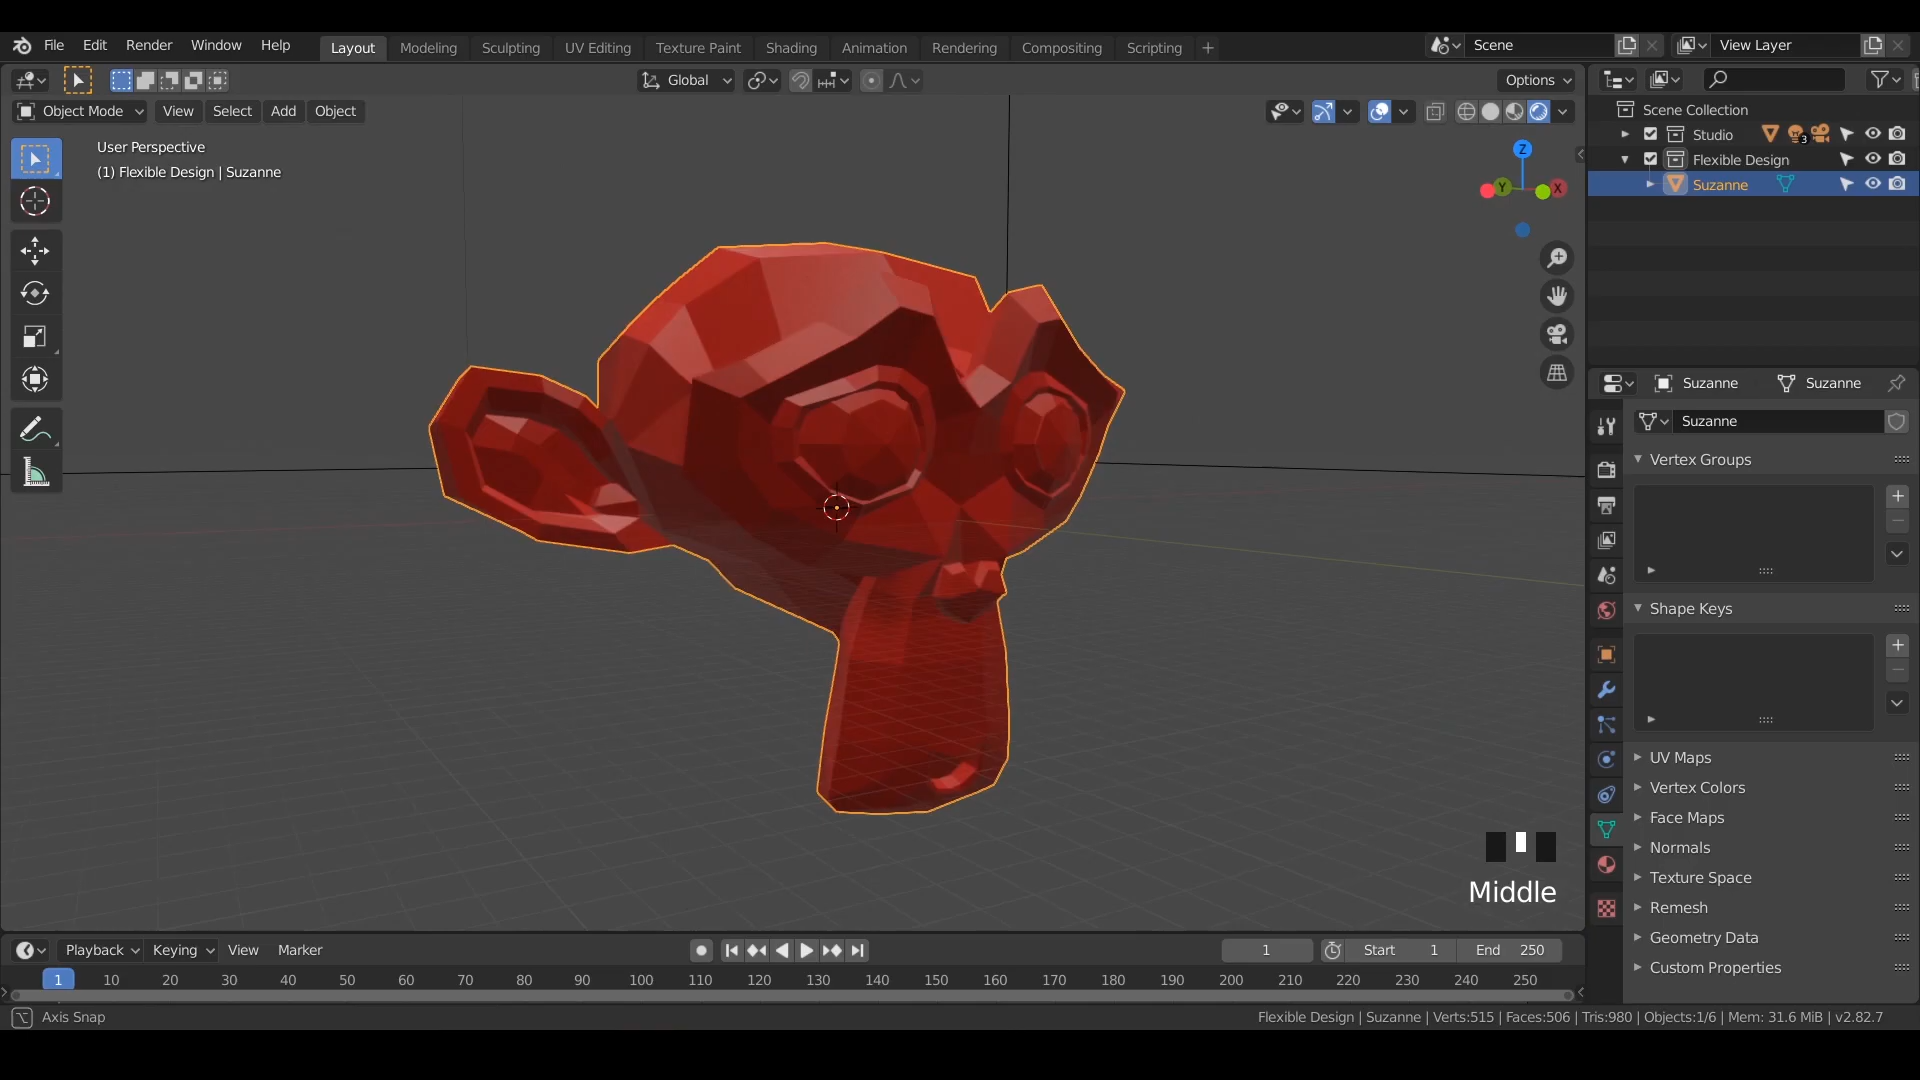 File Edit Render Window Help Layout Modeling Sculpting UV Editing Texture Paint Shading Animation Rendering Compositing Scripting + Scene View Layer
Global Options
Object Mode View Select Add Object
User Perspective
(1) Flexible Design | Suzanne
Z
Y X
Scene Collection
Studio 3
Flexible Design
Suzanne
Suzanne Suzanne
Suzanne
Vertex Groups
Shape Keys
UV Maps
Vertex Colors
Face Maps
Normals
Texture Space
Remesh
Geometry Data
Custom Properties
Middle
Playback Keying View Marker 1 Start 1 End 250
1 10 20 30 40 50 60 70 80 90 100 110 120 130 140 150 160 170 180 190 200 210 220 230 240 250
Axis Snap Flexible Design | Suzanne | Verts:515 | Faces:506 | Tris:980 | Objects:1/6 | Mem: 31.6 MiB | v2.82.7